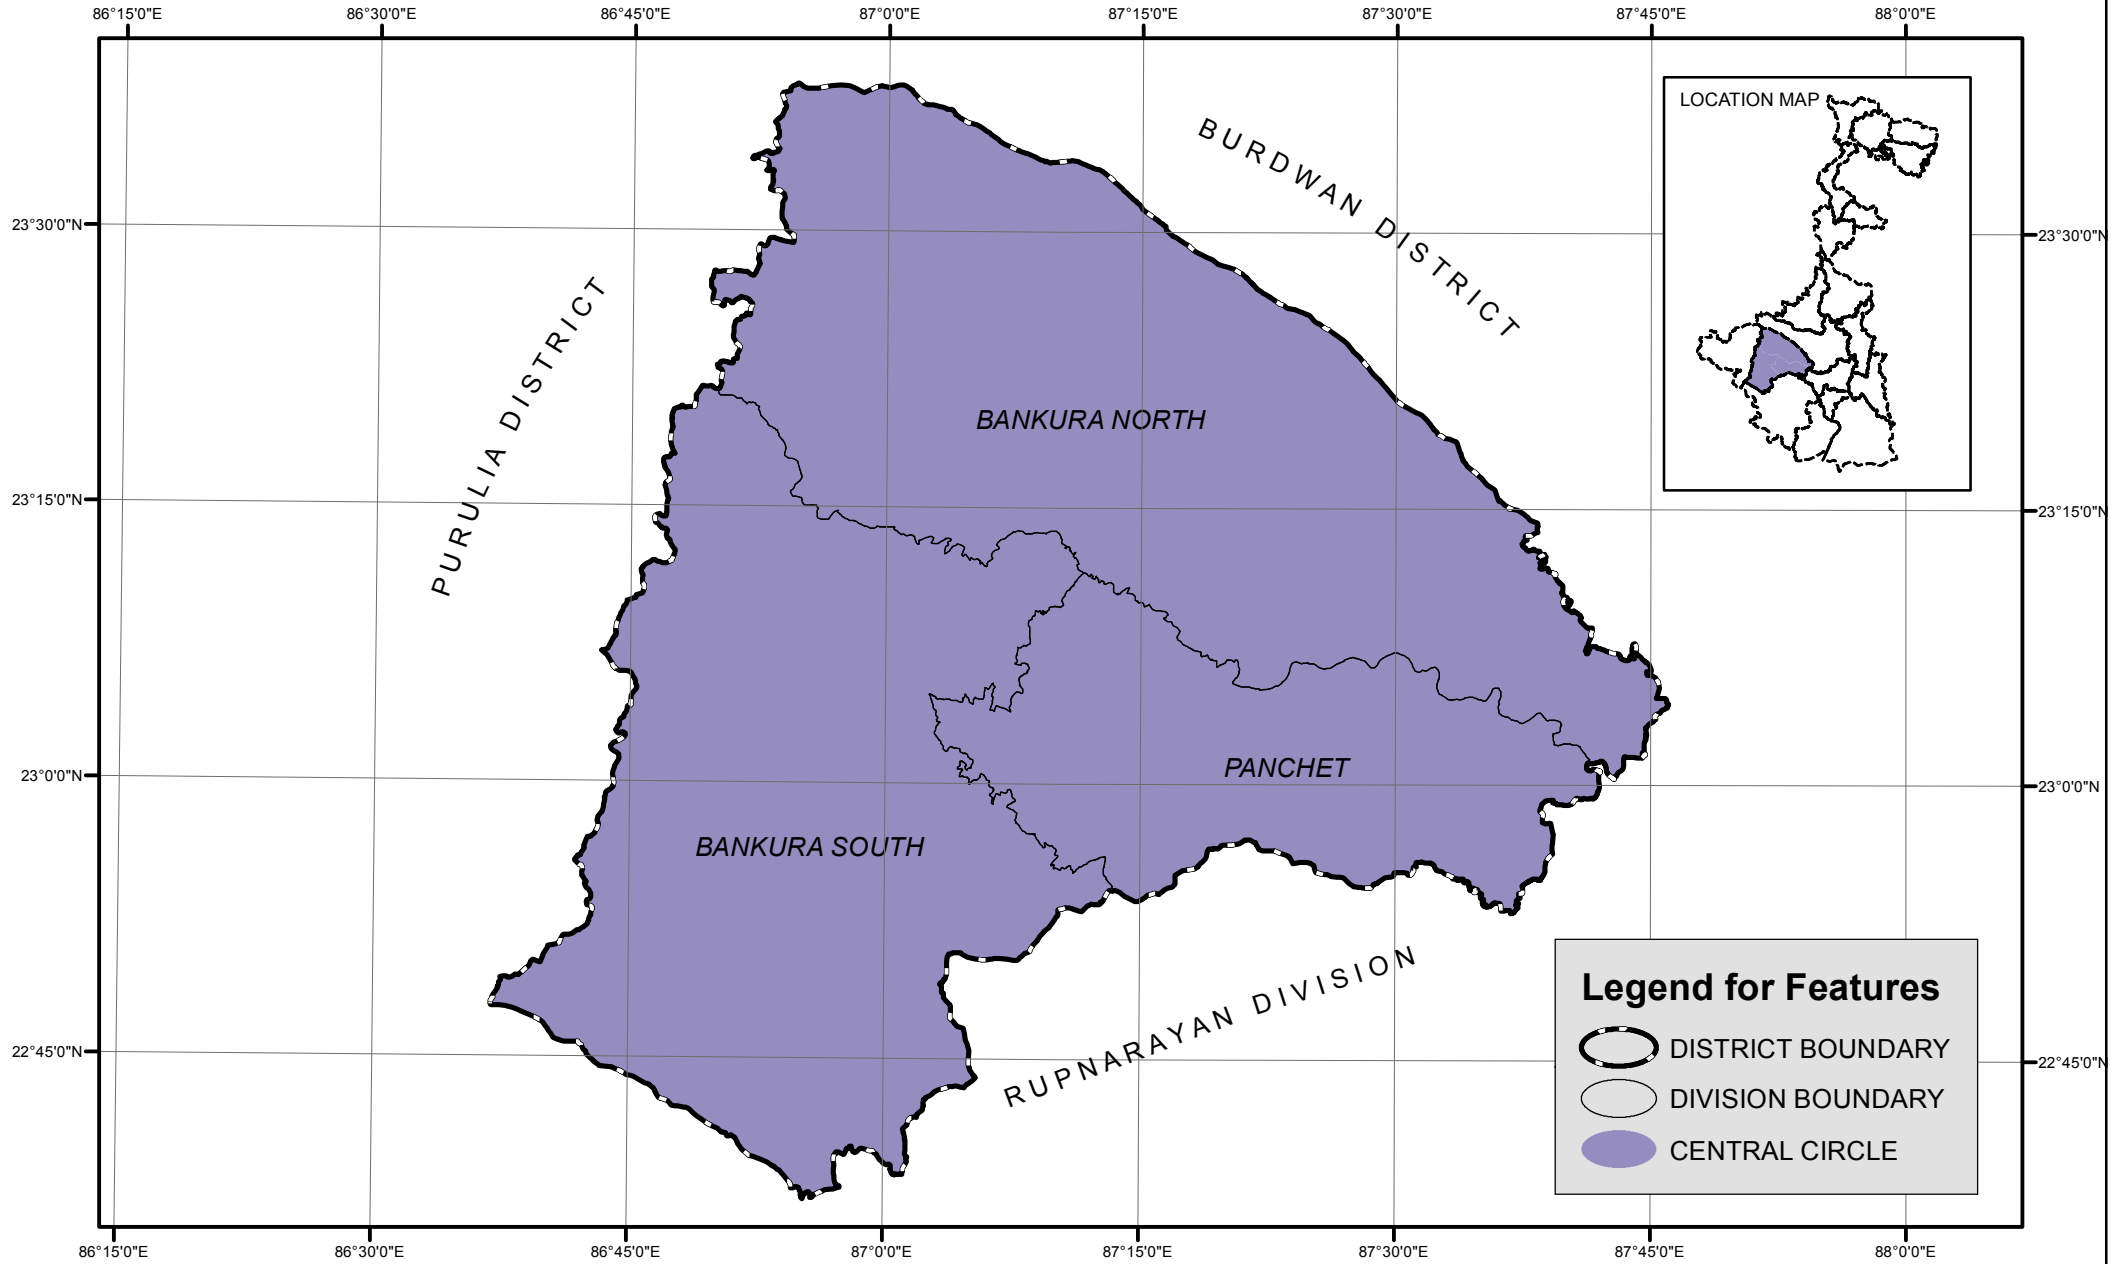 86°15'0"E
86°30'0"E
86°45'0"E
87°0'0"E
87°15'0"E
87°30'0"E
87°45'0"E
88°0'0"E
LOCATION MAP
BURDWAN DISTRICT
23°30'0"N
23°30'0"N
PURULIA DISTRICT
BANKURA NORTH
23°15'0"N
23°15'0"N
PANCHET
23°0'0"N
23°0'0"N
BANKURA SOUTH
RUPNARAYAN DIVISION
Legend for Features
DISTRICT BOUNDARY
DIVISION BOUNDARY
CENTRAL CIRCLE
22°45'0"N
22°45'0"N
86°15'0"E
86°30'0"E
86°45'0"E
87°0'0"E
87°15'0"E
87°30'0"E
87°45'0"E
88°0'0"E